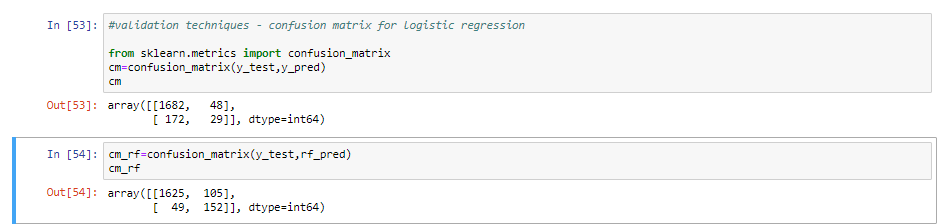 In [53]: #validation techniques - confusion matrix for logistic regression
from sklearn.metrics import confusion_matrix
cm=confusion_matrix(y_test,y_pred)
cm
Out[53]: array([[1682,   48],
       [ 172,   29]], dtype=int64)
In [54]: cm_rf=confusion_matrix(y_test,rf_pred)
cm_rf
Out[54]: array([[1625,  105],
       [  49,  152]], dtype=int64)